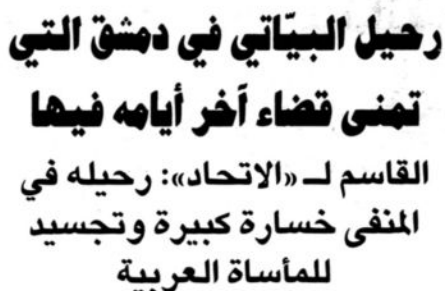 رحيل البيّاتي في دمشق التي
تمنى قضاء آخر أيامه فيها
القاسم لـ «الاتحاد»: رحيله في
المنفى خسارة كبيرة وتجسيد
للمأساة العربية